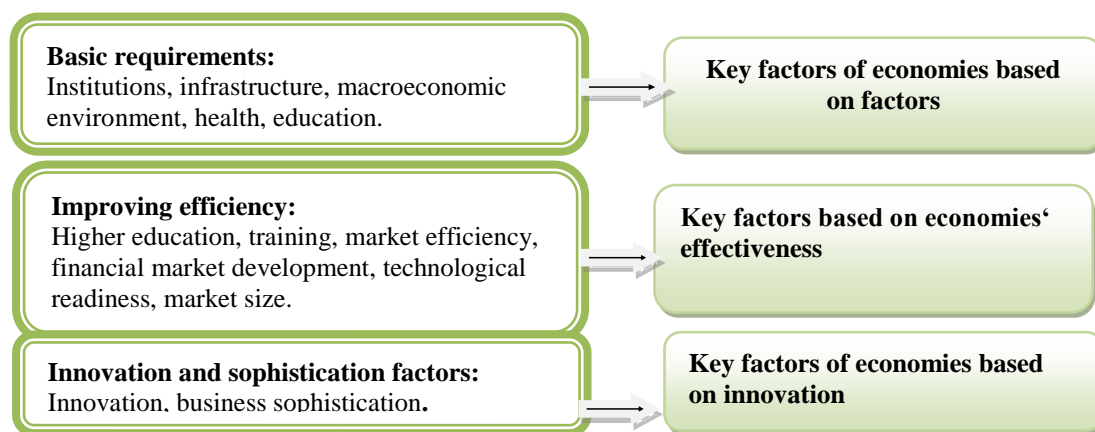 Basic requirements:
Institutions, infrastructure, macroeconomic
environment, health, education.
Key factors of economies based
on factors
Improving efficiency:
Higher education, training, market efficiency,
financial market development, technological
readiness, market size.
Key factors based on economies‘
effectiveness
Innovation and sophistication factors:
Innovation, business sophistication.
Key factors of economies based
on innovation